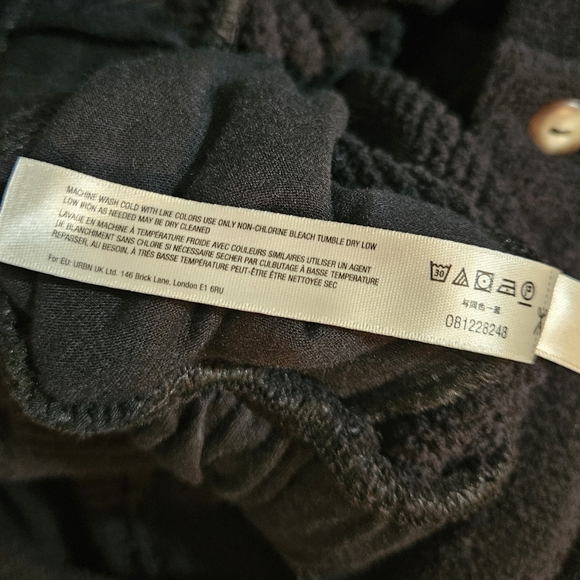 MACHINE WASH COLD WITH LIKE COLORS USE ONLY NON-CHLORINE BLEACH TUMBLE DRY LOW
LOW IRON AS NEEDED MAY BE DRY CLEANED
LAVAGE EN MACHINE À TEMPÉRATURE FROIDE AVEC COULEURS SIMILAIRES UTILISER UN AGENT
DE BLANCHIMENT SANS CHLORE SI NÉCESSAIRE SECHER PAR CULBUTAGE À BASSE TEMPÉRATURE
REPASSER, AU BESOIN, À TRÉS BASSE TEMPÉRATURE PEUT-ÊTRE ÊTRE NETTOYÉE SEC
For EU: URBN UK Ltd. 146 Brick Lane, London E1 6RU
30
P
与同色一起
081228248